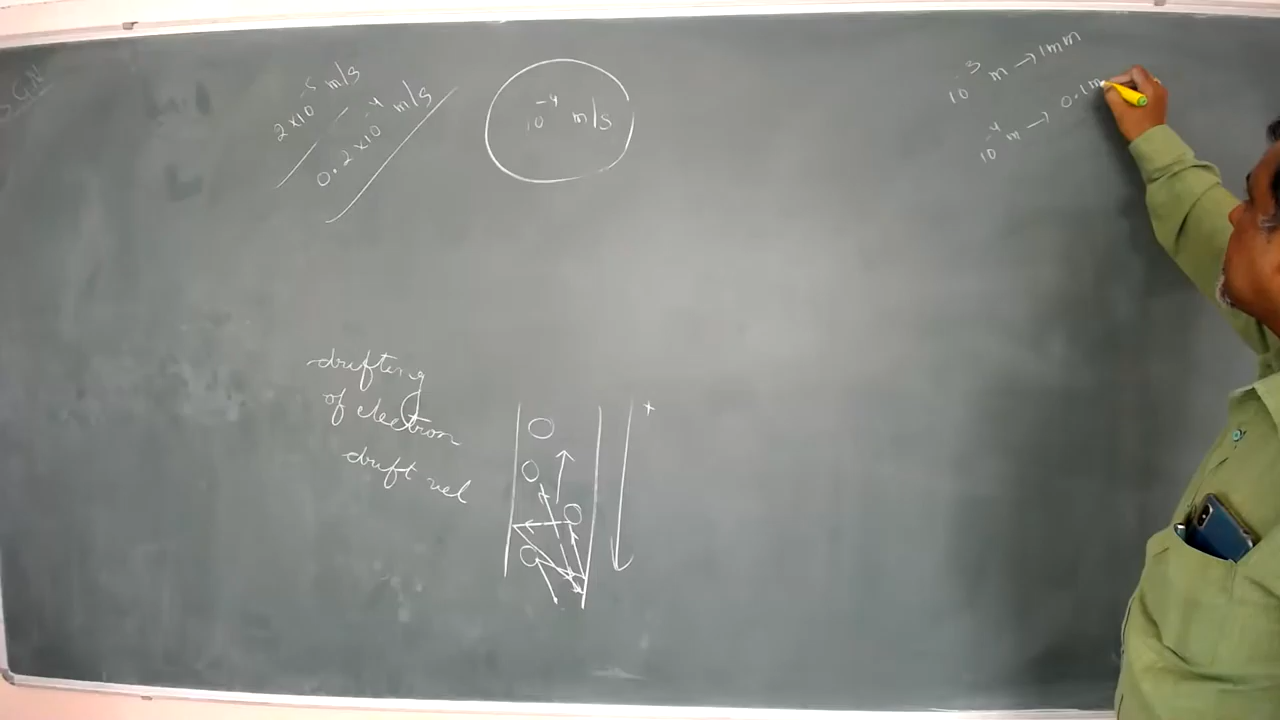 SGN
2 x 10⁻⁵ m/s
0.2 x 10⁻⁴ m/s
10⁻⁴ m/s
10⁻³ m → 1mm
10⁻⁴ m → 0.1m
drifting
of electron
drift vel
+